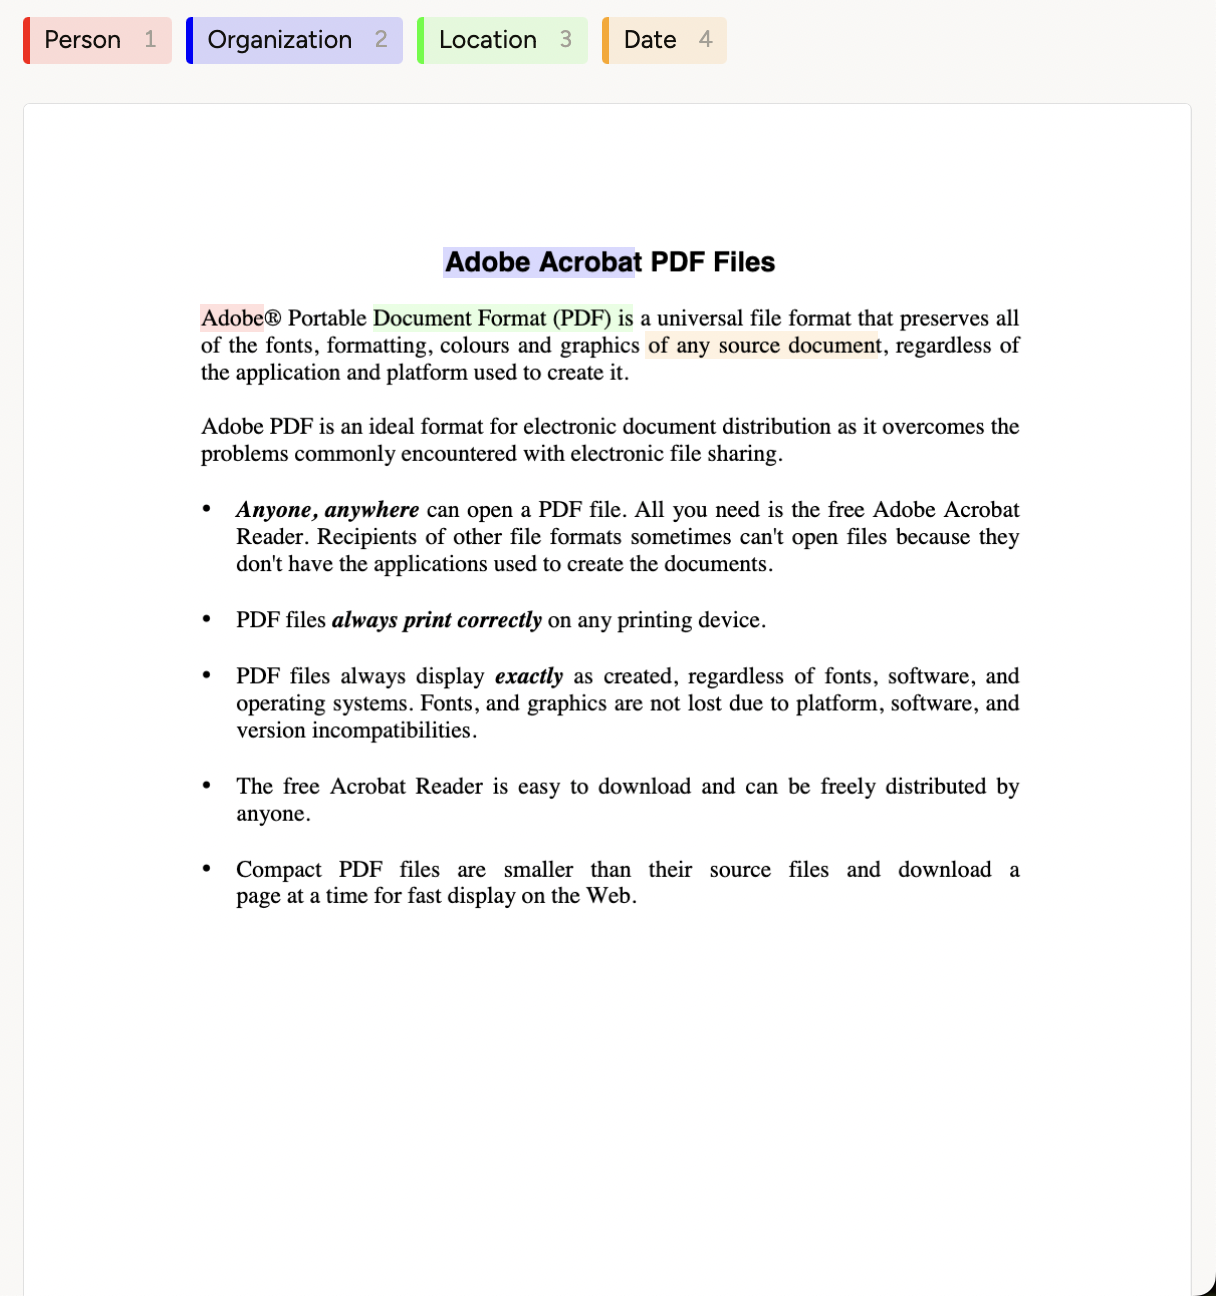 Person 1 Organization 2 Location 3 Date 4
Adobe Acrobat PDF Files
Adobe® Portable Document Format (PDF) is a universal file format that preserves all
of the fonts, formatting, colours and graphics of any source document, regardless of
the application and platform used to create it.
Adobe PDF is an ideal format for electronic document distribution as it overcomes the
problems commonly encountered with electronic file sharing.
• Anyone, anywhere can open a PDF file. All you need is the free Adobe Acrobat
Reader. Recipients of other file formats sometimes can't open files because they
don't have the applications used to create the documents.
• PDF files always print correctly on any printing device.
• PDF files always display exactly as created, regardless of fonts, software, and
operating systems. Fonts, and graphics are not lost due to platform, software, and
version incompatibilities.
• The free Acrobat Reader is easy to download and can be freely distributed by
anyone.
• Compact PDF files are smaller than their source files and download a
page at a time for fast display on the Web.